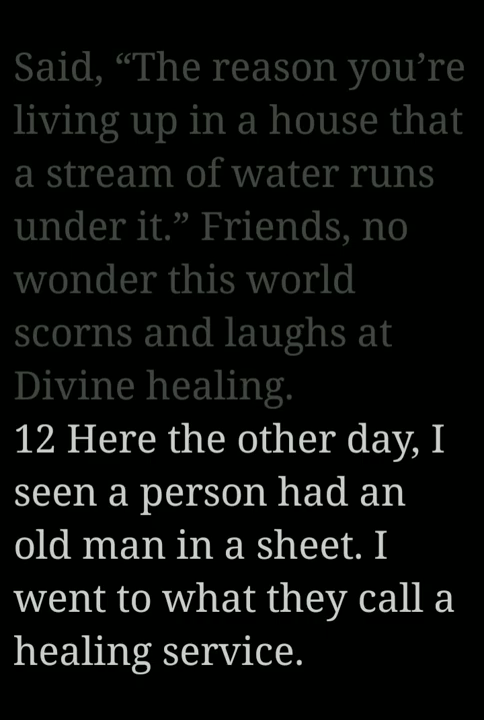 Said, “The reason you’re
living up in a house that
a stream of water runs
under it.” Friends, no
wonder this world
scorns and laughs at
Divine healing.
12 Here the other day, I
seen a person had an
old man in a sheet. I
went to what they call a
healing service.